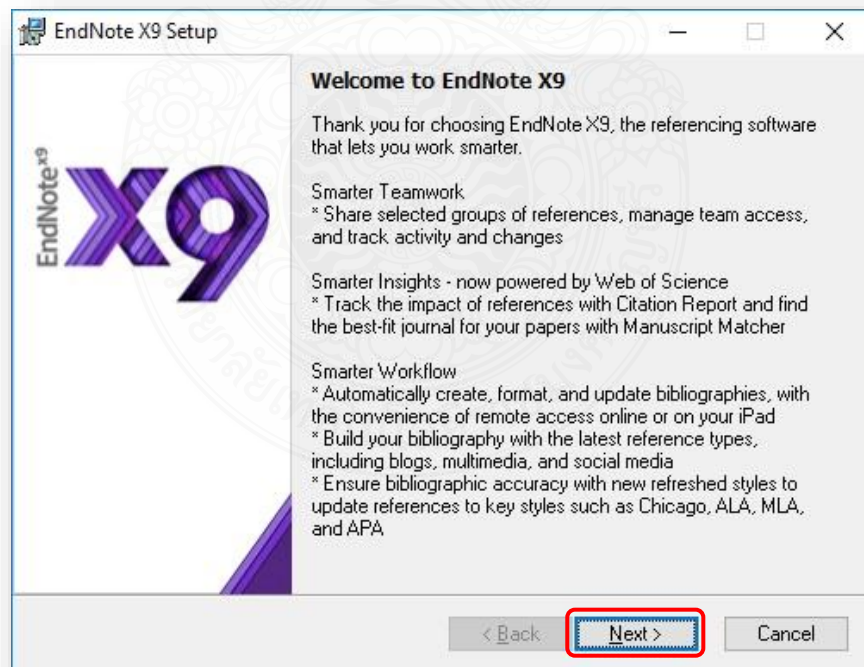 EndNote X9 Setup
EndNote X9
X9
Welcome to EndNote X9
Thank you for choosing EndNote X9, the referencing software
that lets you work smarter.
Smarter Teamwork
* Share selected groups of references, manage team access,
and track activity and changes
Smarter Insights - now powered by Web of Science
* Track the impact of references with Citation Report and find
the best-fit journal for your papers with Manuscript Matcher
Smarter Workflow
* Automatically create, format, and update bibliographies, with
the convenience of remote access online or on your iPad
* Build your bibliography with the latest reference types,
including blogs, multimedia, and social media
* Ensure bibliographic accuracy with new refreshed styles to
update references to key styles such as Chicago, ALA, MLA,
and APA
< Back Next > Cancel